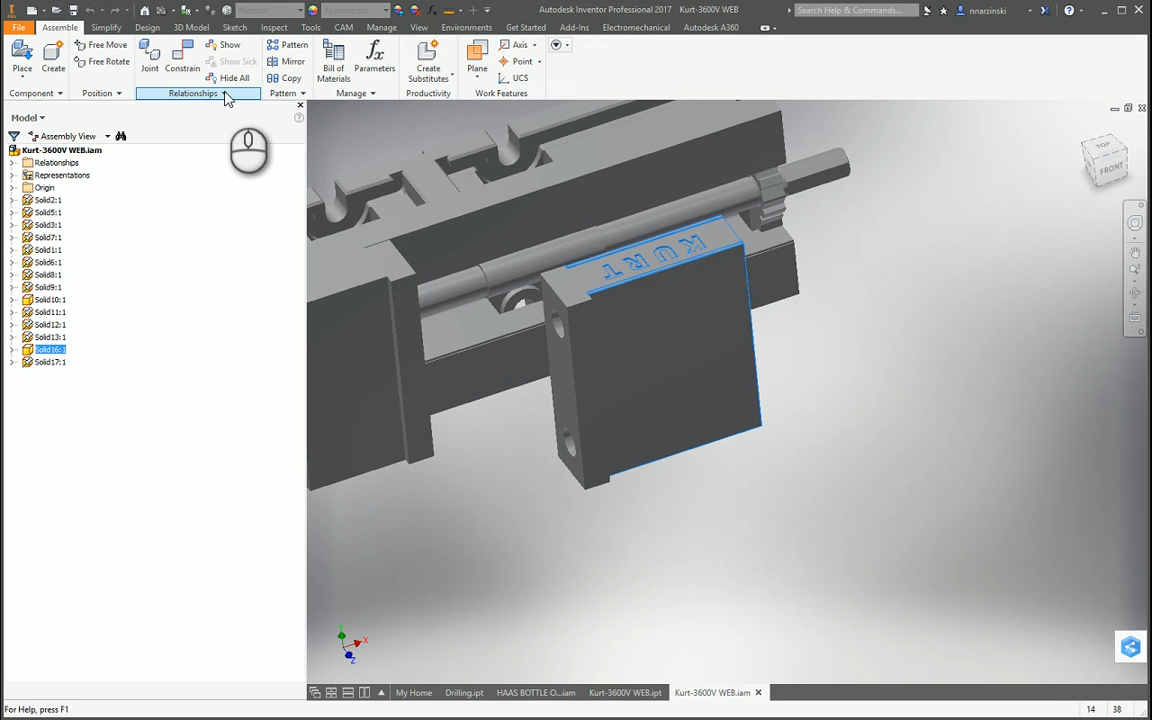 Material
Appearance
Autodesk Inventor Professional 2017   Kurt-3600V WEB
Search Help & Commands...
nnarzinski
File
Assemble
Simplify
Design
3D Model
Sketch
Inspect
Tools
CAM
Manage
View
Environments
Get Started
Add-Ins
Electromechanical
Autodesk A360
Place
Create
Free Move
Free Rotate
Joint
Constrain
Show
Show Sick
Hide All
Pattern
Mirror
Copy
Bill of Materials
Parameters
Create Substitutes
Plane
Axis
Point
UCS
Component
Position
Relationships
Pattern
Manage
Productivity
Work Features
Model
Assembly View
Kurt-3600V WEB.iam
Relationships
Representations
Origin
Solid2:1
Solid5:1
Solid3:1
Solid7:1
Solid1:1
Solid6:1
Solid8:1
Solid9:1
Solid10:1
Solid11:1
Solid12:1
Solid13:1
Solid16:1
Solid17:1
KURT
TOP
FRONT
Y
X
Z
My Home
Drilling.ipt
HAAS BOTTLE O...iam
Kurt-3600V WEB.ipt
Kurt-3600V WEB.iam
For Help, press F1
14
38